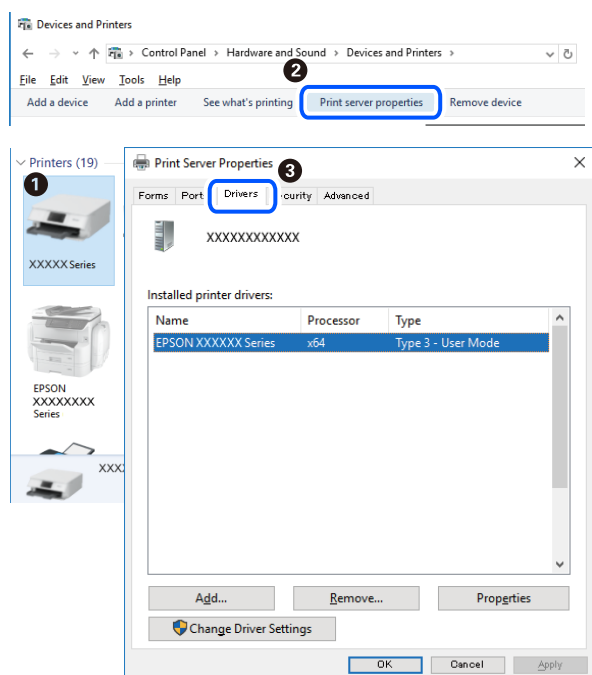 Devices and Printers
Control Panel > Hardware and Sound > Devices and Printers >
2
File Edit View Tools Help
Add a device Add a printer See what's printing Print server properties Remove device
Printers (19)
1
XXXXX Series
EPSON
XXXXXXXX
Series
XXX
Print Server Properties
3
Forms Port Drivers curity Advanced
XXXXXXXXXXXX
Installed printer drivers:
Name Processor Type
EPSON XXXXXX Series x64 Type 3 - User Mode
Add... Remove... Properties
Change Driver Settings
OK Cancel Apply